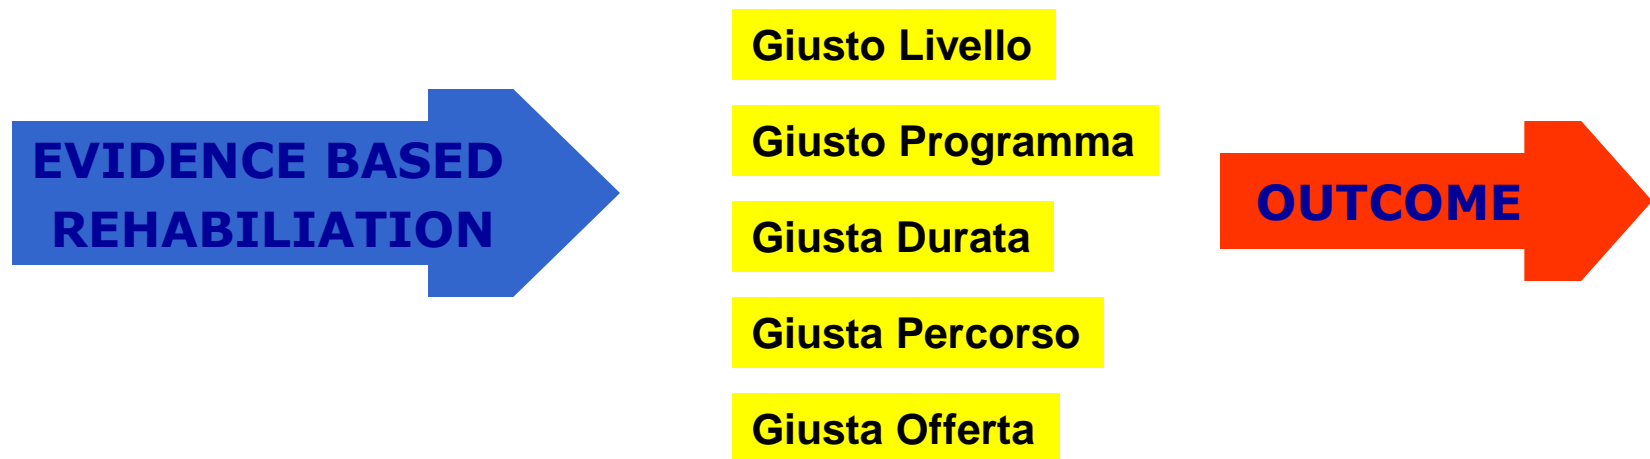 EVIDENCE BASED
REHABILIATION
Giusto Livello
Giusto Programma
Giusta Durata
Giusta Percorso
Giusta Offerta
OUTCOME